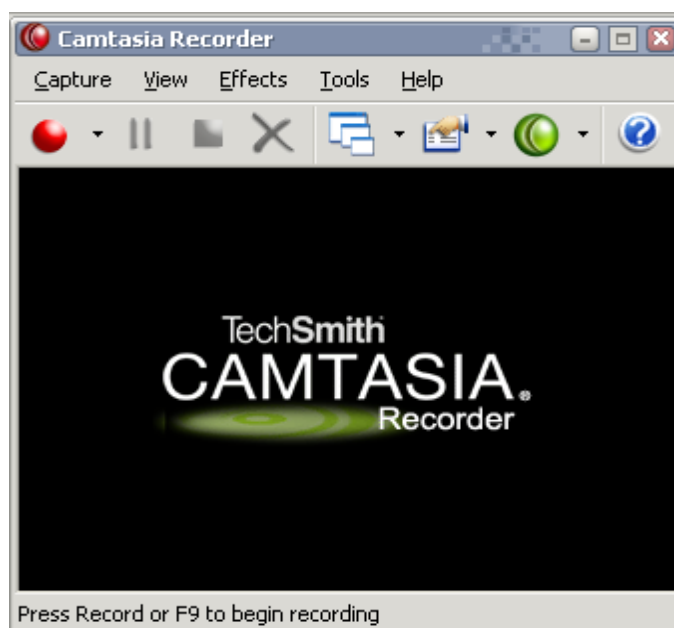 Camtasia Recorder
Capture View Effects Tools Help
TechSmith
CAMTASIA®
Recorder
Press Record or F9 to begin recording